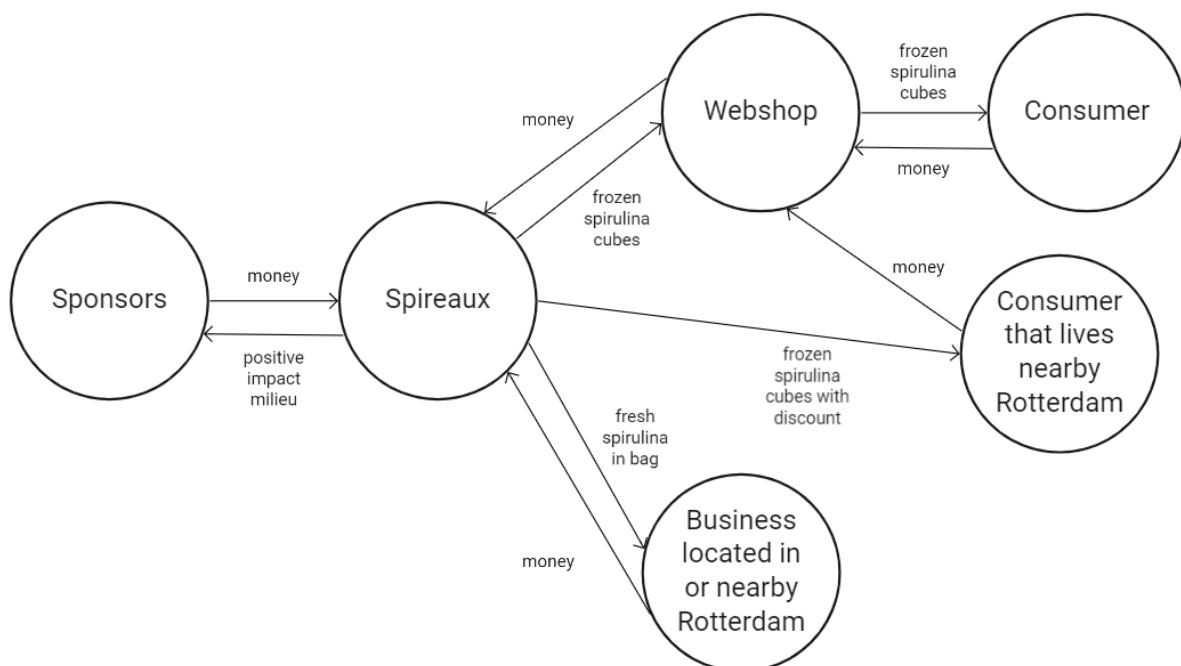 frozen
spirulina
cubes
Webshop
Consumer
money
money
frozen
spirulina
cubes
money
Sponsors
Spireaux
money
positive
impact
milieu
Consumer
that lives
nearby
Rotterdam
frozen
spirulina
cubes with
discount
fresh
spirulina
in bag
money
Business
located in
or nearby
Rotterdam